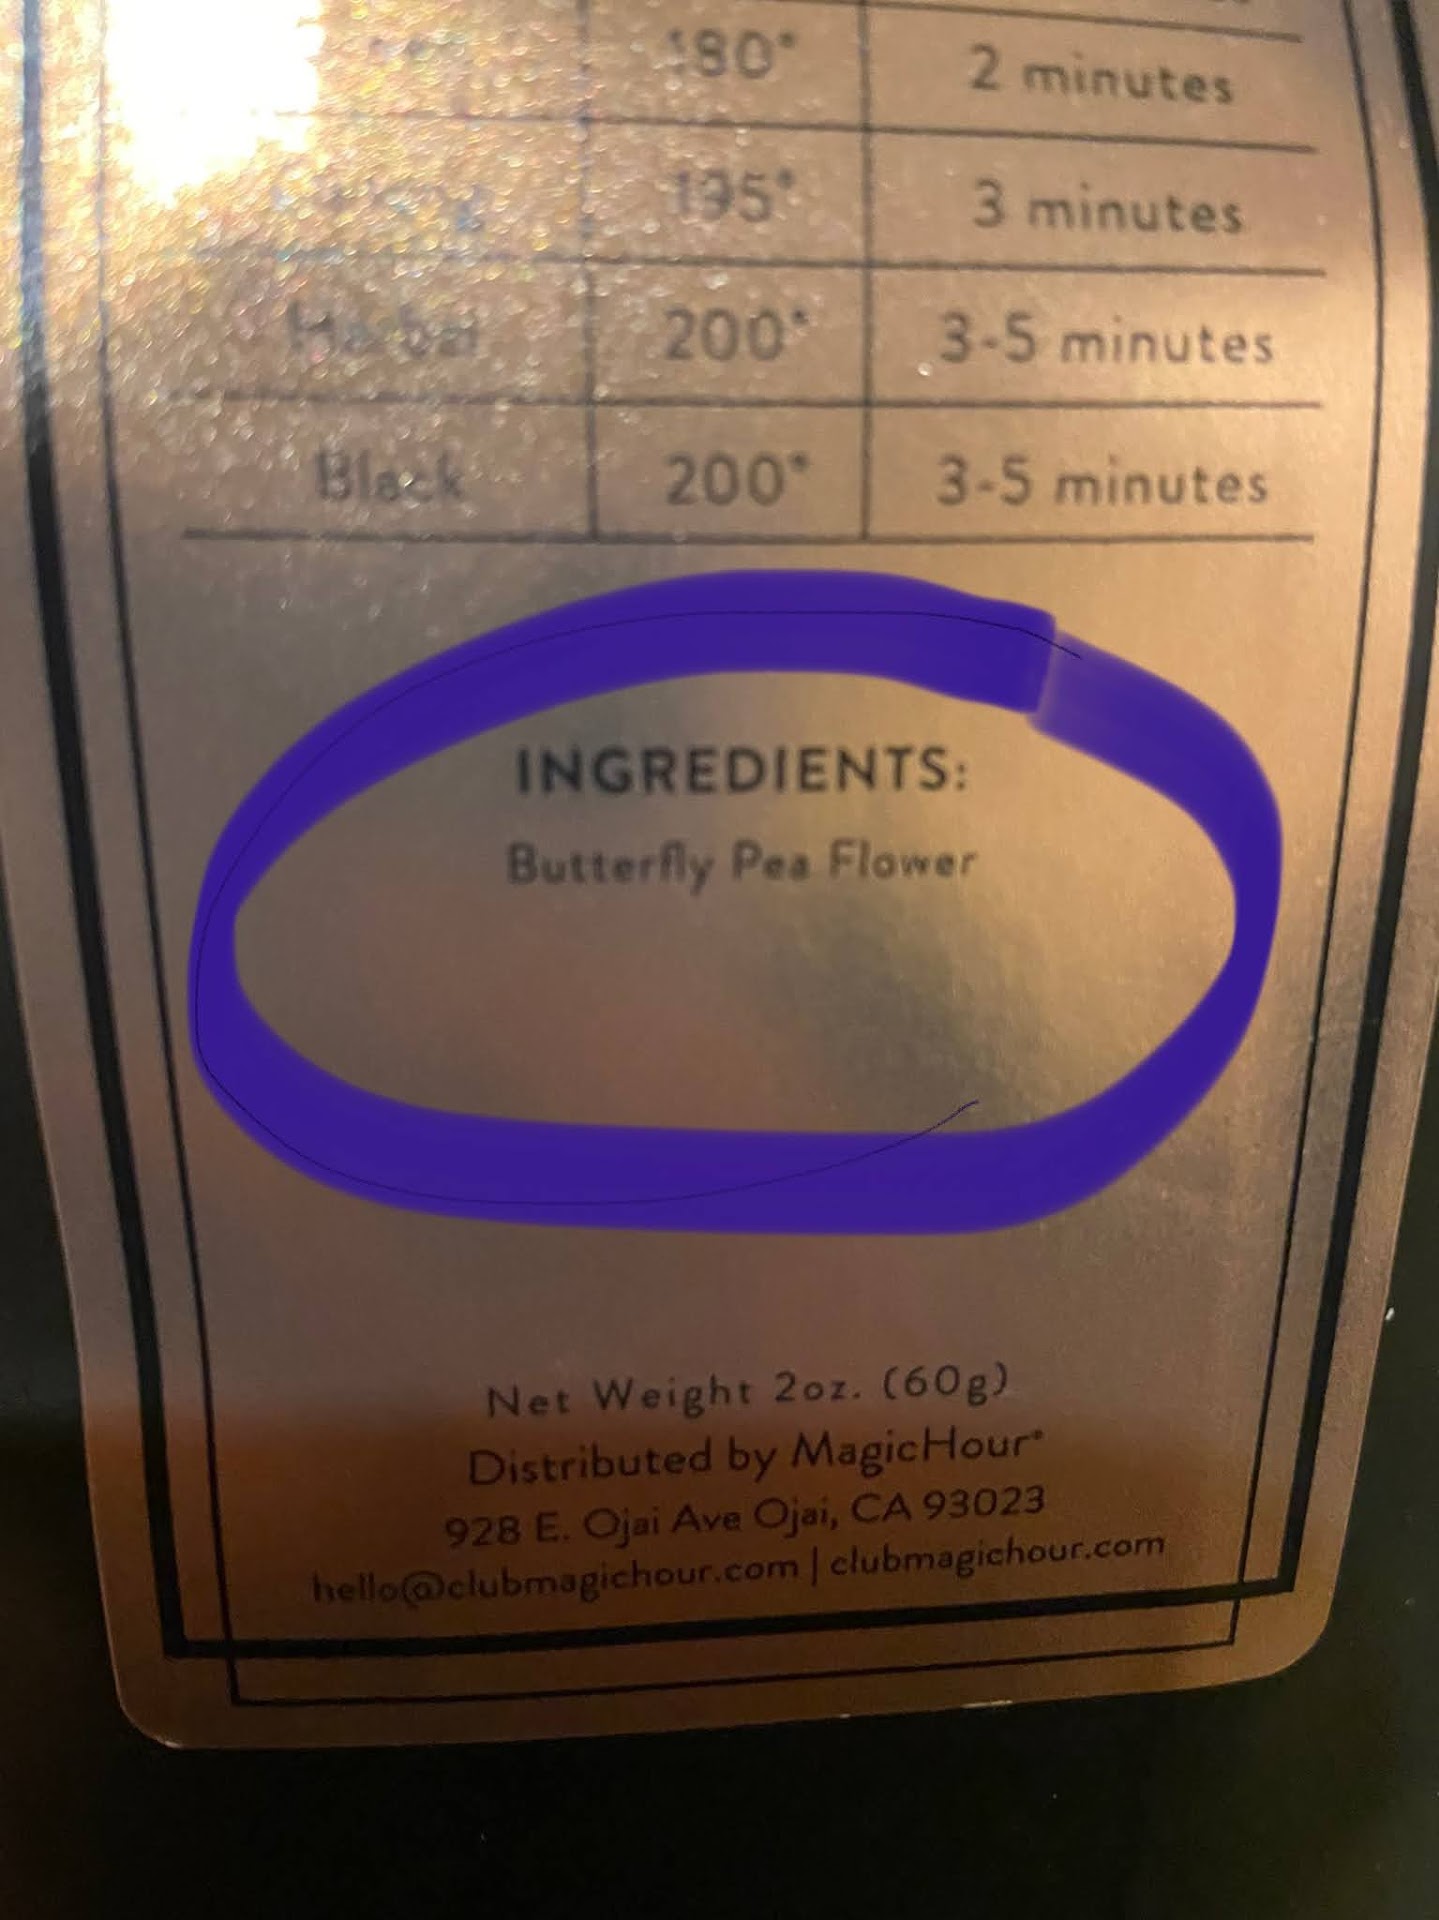 180° 2 minutes
195° 3 minutes
Herbal 200° 3-5 minutes
Black 200° 3-5 minutes
INGREDIENTS:
Butterfly Pea Flower
Net Weight 2oz. (60g)
Distributed by MagicHour®
928 E. Ojai Ave Ojai, CA 93023
hello@clubmagichour.com | clubmagichour.com